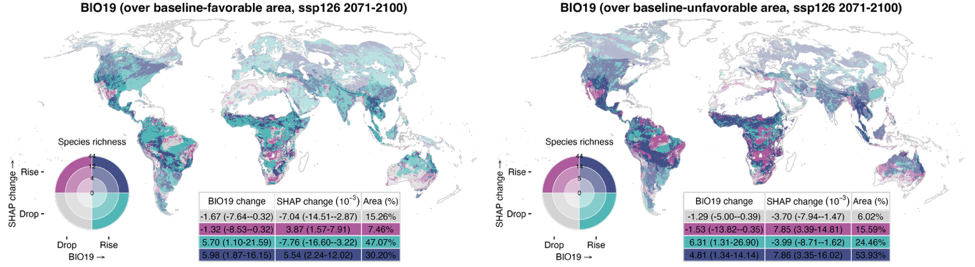 BIO19 (over baseline-favorable area, ssp126 2071-2100)
Species richness
44
12
4
0
SHAP change →
Rise
Drop
Drop
Rise
BIO19 →
BIO19 change SHAP change (10⁻³) Area (%)
-1.67 (-7.64--0.32) -7.04 (-14.51--2.87) 15.26%
-1.32 (-8.53--0.32) 3.87 (1.57-7.91) 7.46%
5.70 (1.10-21.59) -7.76 (-16.60--3.22) 47.07%
5.98 (1.87-16.15) 5.54 (2.24-12.02) 30.20%
BIO19 (over baseline-unfavorable area, ssp126 2071-2100)
Species richness
44
12
4
0
SHAP change →
Rise
Drop
Drop
Rise
BIO19 →
BIO19 change SHAP change (10⁻³) Area (%)
-1.29 (-5.00--0.39) -3.70 (-7.94--1.47) 6.02%
-1.53 (-13.82--0.35) 7.85 (3.39-14.81) 15.59%
6.31 (1.31-26.90) -3.99 (-8.71--1.62) 24.46%
4.81 (1.34-14.14) 7.86 (3.35-16.02) 53.93%